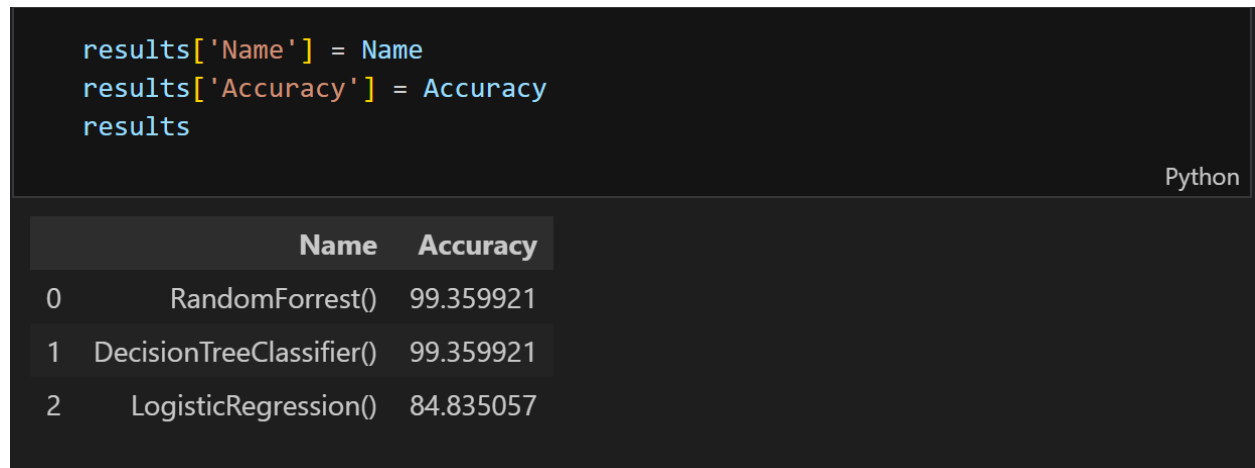 results['Name'] = Name
results['Accuracy'] = Accuracy
results
Python
Name Accuracy
0 RandomForrest() 99.359921
1 DecisionTreeClassifier() 99.359921
2 LogisticRegression() 84.835057